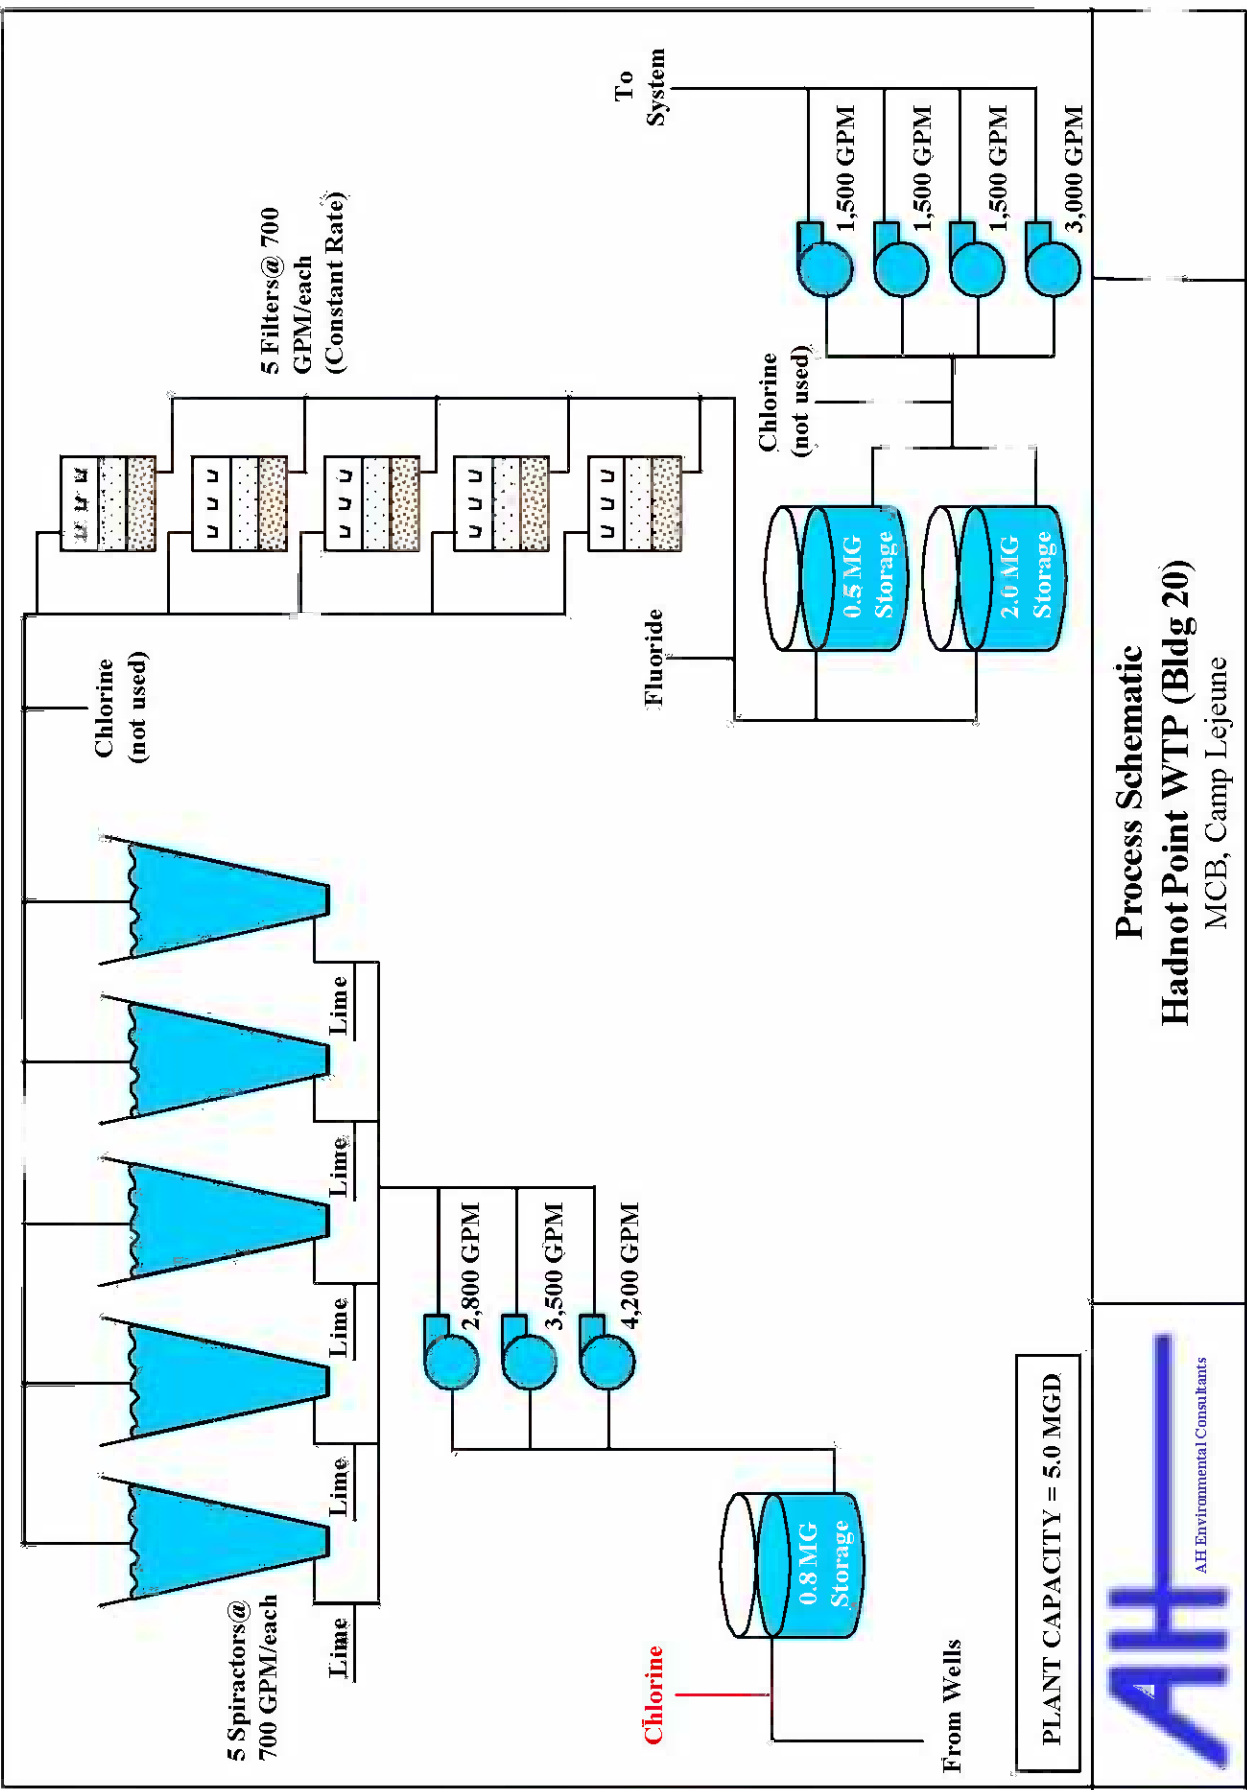 5 Spiractors@
700 GPM/each
Lime
Lime
Lime
Lime
Lime
Chlorine
(not used)
5 Filters@ 700
GPM/each
(Constant Rate)
2,800 GPM
3,500 GPM
4,200 GPM
Chlorine
0.8 MG
Storage
From Wells
Fluoride
0.5 MG
Storage
2.0 MG
Storage
Chlorine
(not used)
1,500 GPM
1,500 GPM
1,500 GPM
3,000 GPM
To
System
PLANT CAPACITY = 5.0 MGD
AH
AH Environmental Consultants
Process Schematic
Hadnot Point WTP (Bldg 20)
MCB, Camp Lejeune